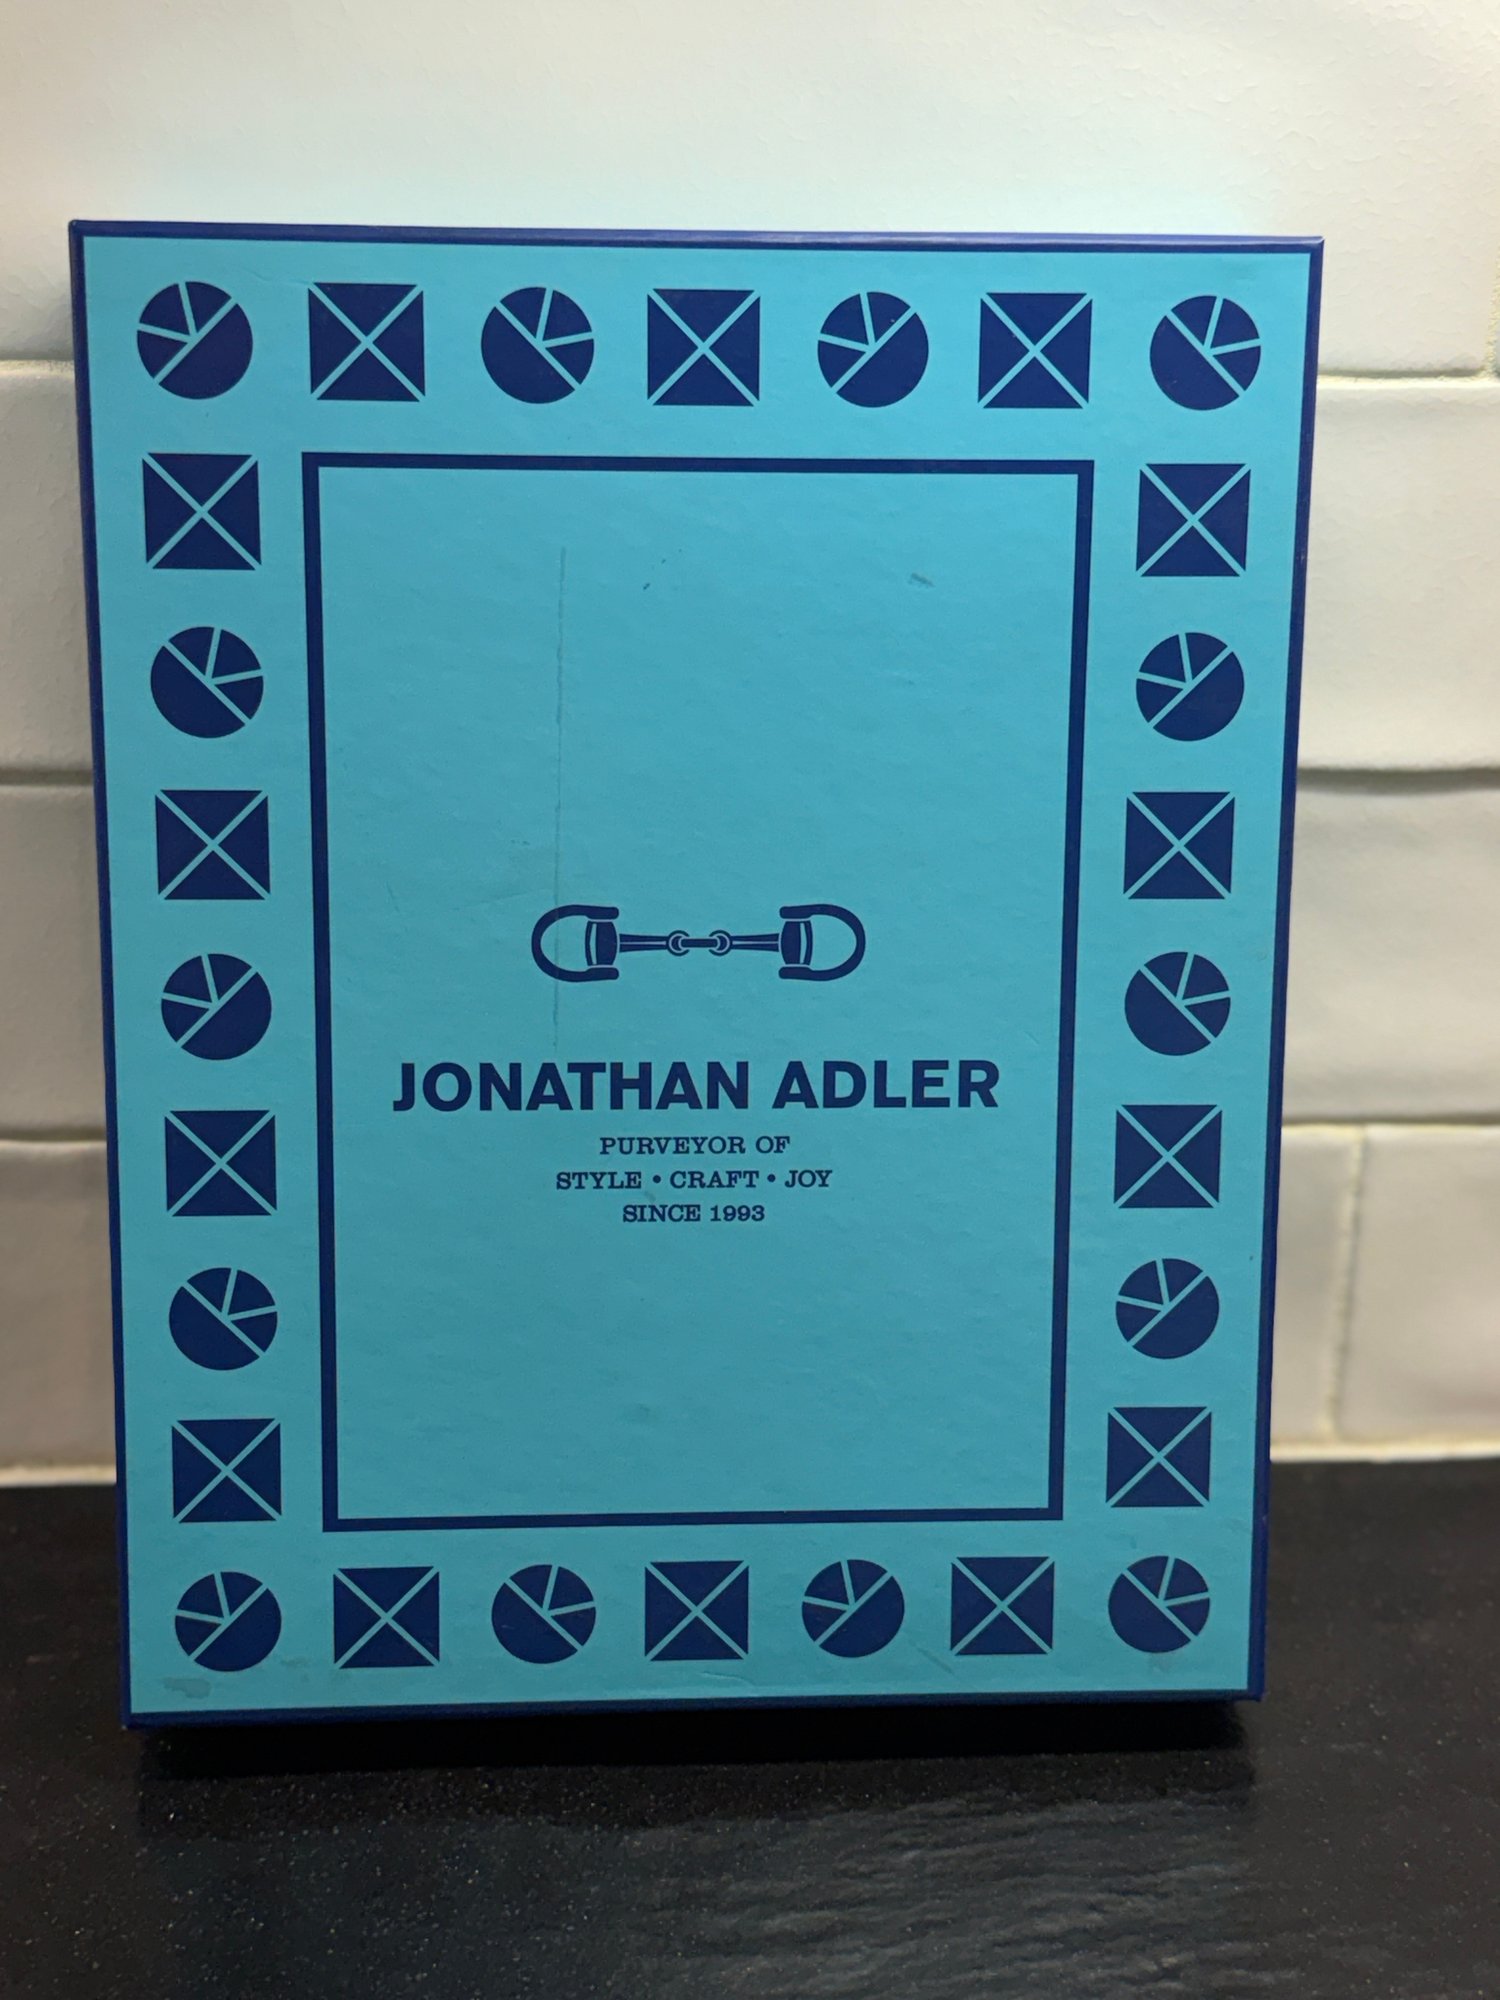 JONATHAN ADLER
PURVEYOR OF
STYLE • CRAFT • JOY
SINCE 1993